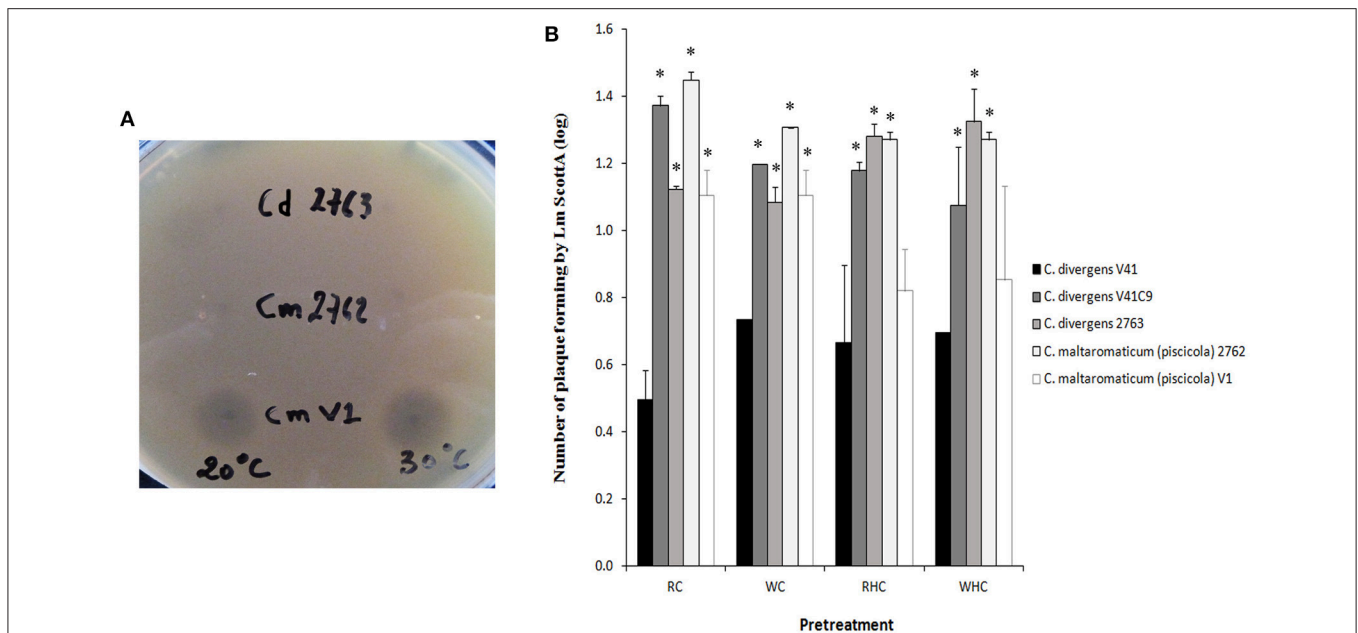 A
Cd 2763
Cm 2762
Cm V1
20°C
30°C
B
Number of plaque forming by Lm ScottA (log)
1.6
1.4
1.2
1.0
0.8
0.6
0.4
0.2
0.0
* * * *
* * * *
* * *
* * *
RC
WC
RHC
WHC
Pretreatment
C. divergens V41
C. divergens V41C9
C. divergens 2763
C. maltaromaticum (piscicola) 2762
C. maltaromaticum (piscicola) V1